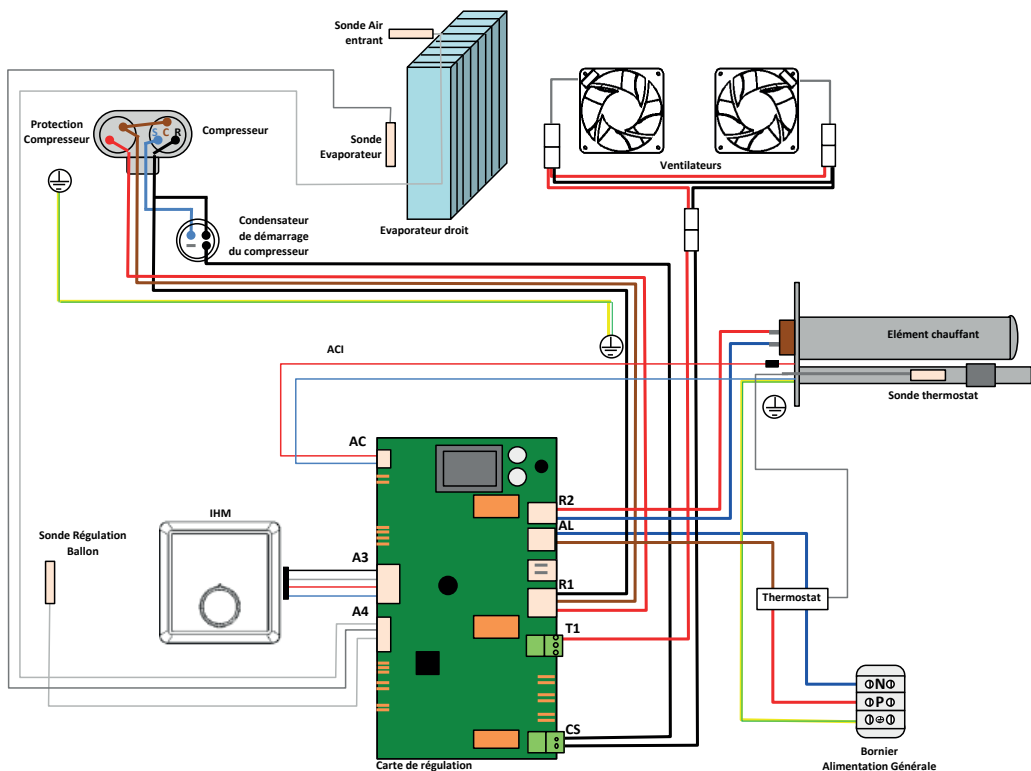 Sonde Air
entrant
Protection
Compresseur
S C R
Compresseur
Sonde
Evaporateur
Ventilateurs
Condensateur
de démarrage
du compresseur
Evaporateur droit
Elément chauffant
ACI
Sonde thermostat
AC
R2
IHM
AL
Sonde Régulation
Ballon
A3
R1
Thermostat
A4
T1
N
P
CS
Bornier
Alimentation Générale
Carte de régulation